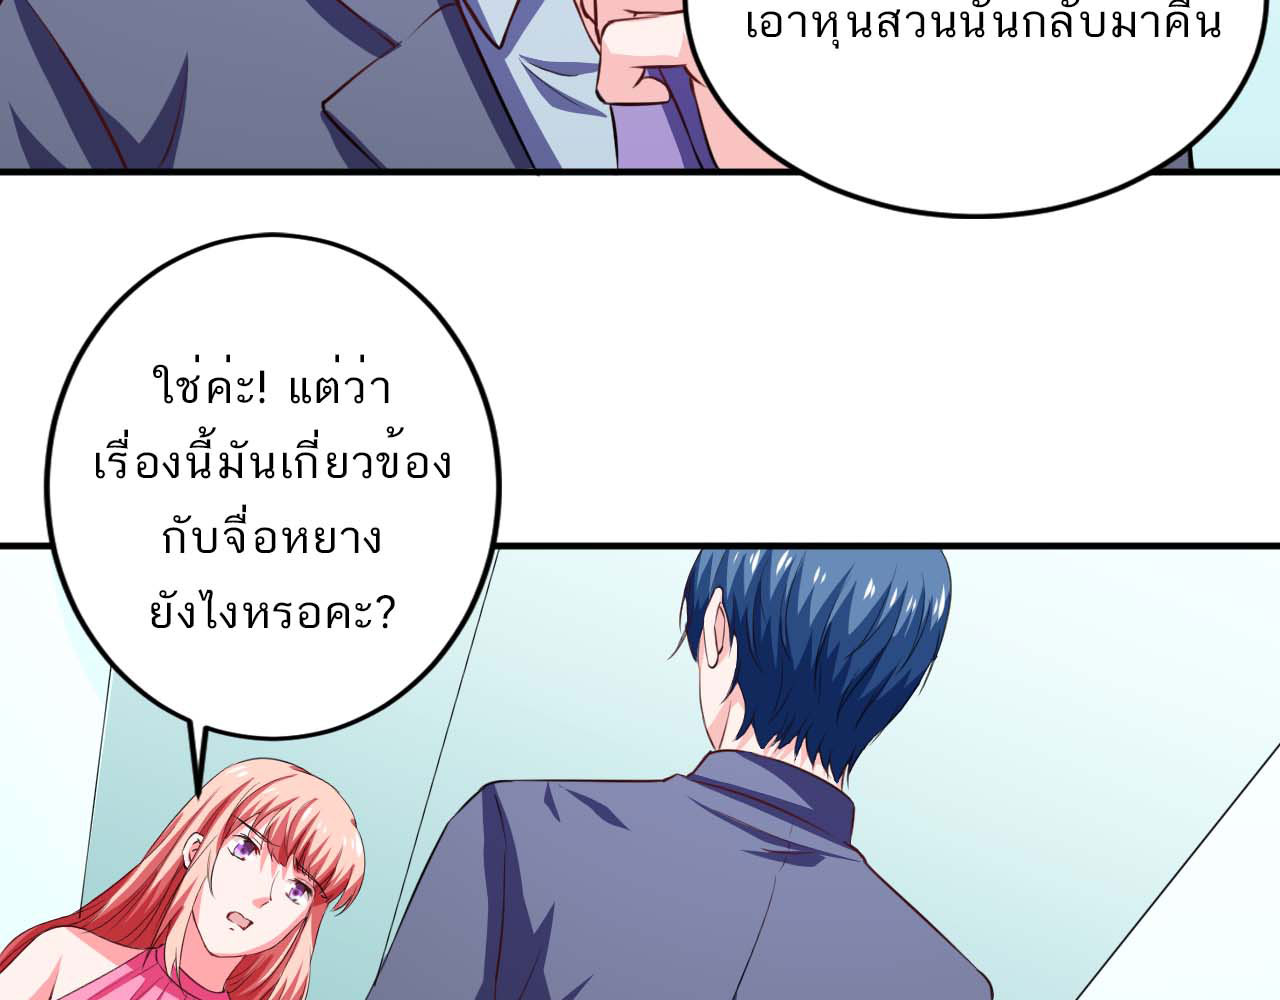 เอาหุ้นส่วนนั้นกลับมาคืน
ใช่ค่ะ! แต่ว่า
เรื่องนี้มันเกี่ยวข้อง
กับจื่อหยาง
ยังไงหรอคะ?